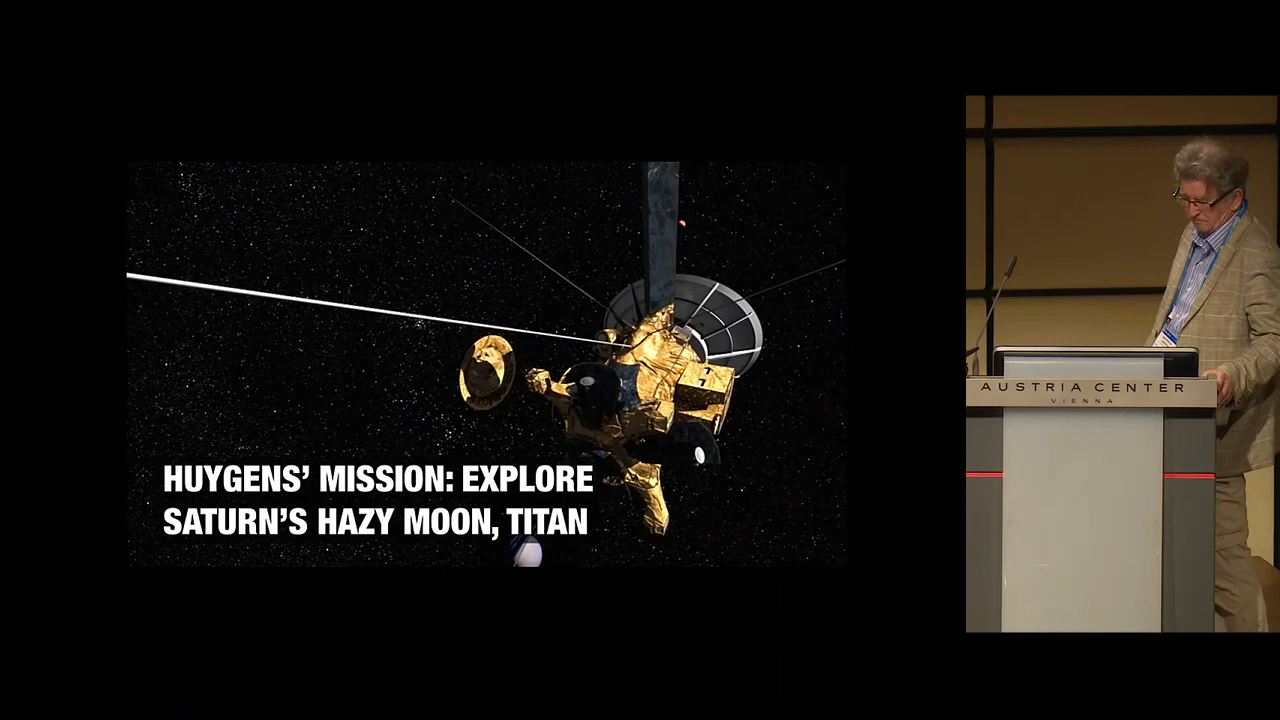 HUYGENS' MISSION: EXPLORE
SATURN'S HAZY MOON, TITAN
AUSTRIA CENTER
VIENNA